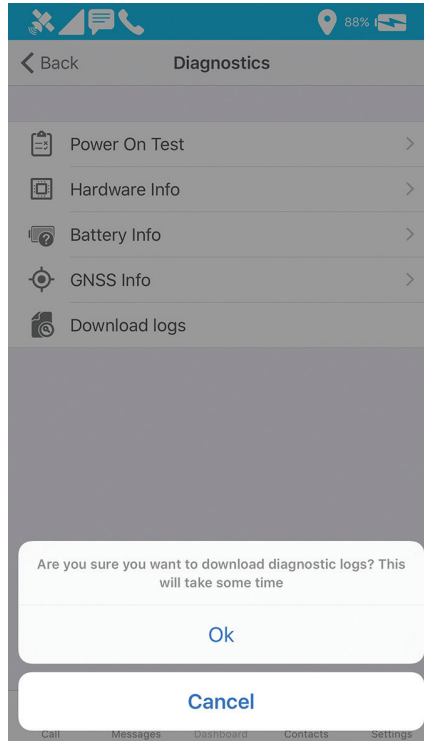 88%
Back
Diagnostics
Power On Test
Hardware Info
Battery Info
GNSS Info
Download logs
Are you sure you want to download diagnostic logs? This
will take some time
Ok
Cancel
Call Messages Dashboard Contacts Settings